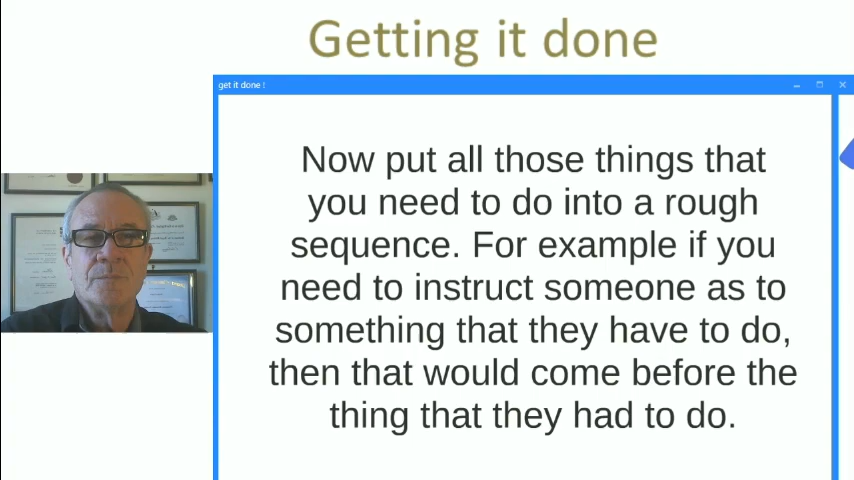 Getting it done
get it done !
Now put all those things that
you need to do into a rough
sequence. For example if you
need to instruct someone as to
something that they have to do,
then that would come before the
thing that they had to do.